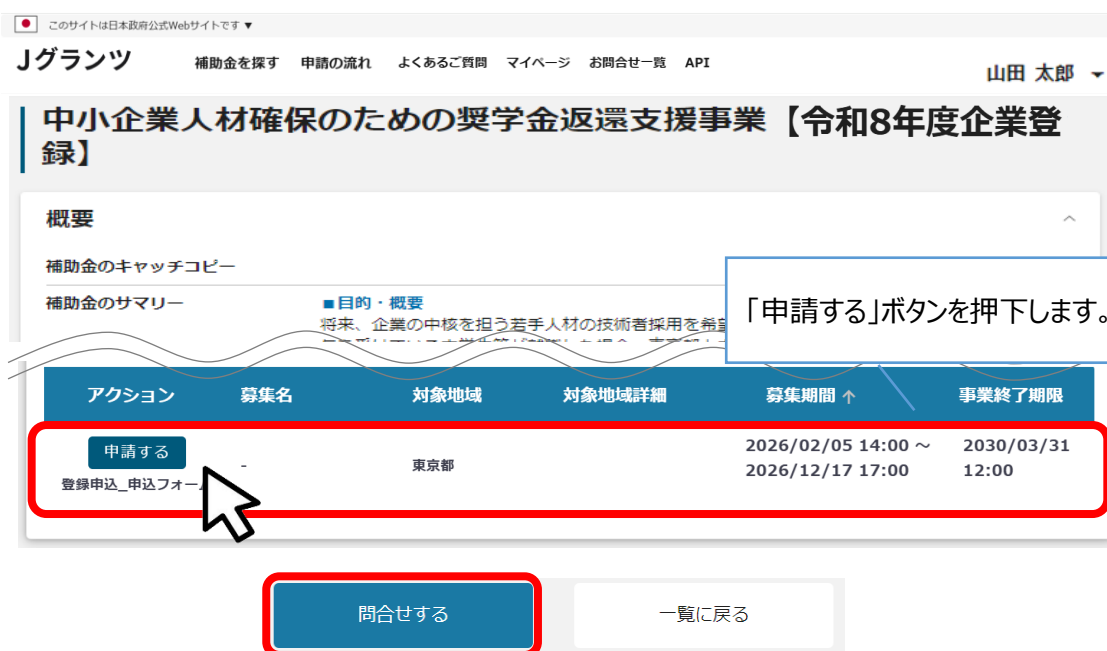 このサイトは日本政府公式Webサイトです ▼
Jグランツ
補助金を探す 申請の流れ よくあるご質問 マイページ お問合せ一覧 API
山田 太郎
中小企業人材確保のための奨学金返還支援事業【令和8年度企業登
録】
概要
補助金のキャッチコピー
補助金のサマリー
■目的・概要
将来、企業の中核を担う若手人材の技術者採用を希望
「申請する」ボタンを押下します。
アクション 募集名 対象地域 対象地域詳細 募集期間 ↑ 事業終了期限
申請する
登録申込_申込フォーム
-
東京都
2026/02/05 14:00 ～
2026/12/17 17:00
2030/03/31
12:00
問合せする
一覧に戻る